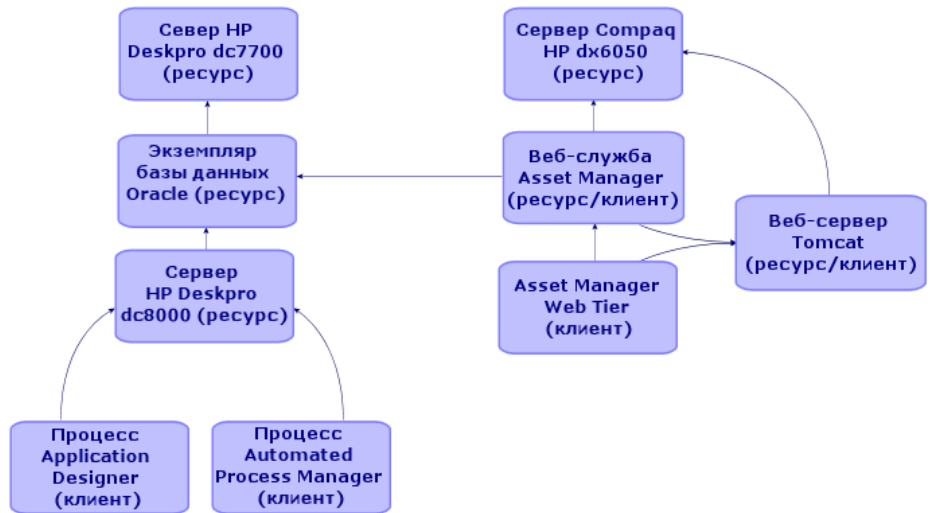 Север HP
Deskpro dc7700
(ресурс)
Сервер Compaq
HP dx6050
(ресурс)
Экземпляр
базы данных
Oracle (ресурс)
Веб-служба
Asset Manager
(ресурс/клиент)
Веб-сервер
Tomcat
(ресурс/клиент)
Сервер
HP Deskpro
dc8000 (ресурс)
Asset Manager
Web Tier
(клиент)
Процесс
Application
Designer
(клиент)
Процесс
Automated
Process Manager
(клиент)